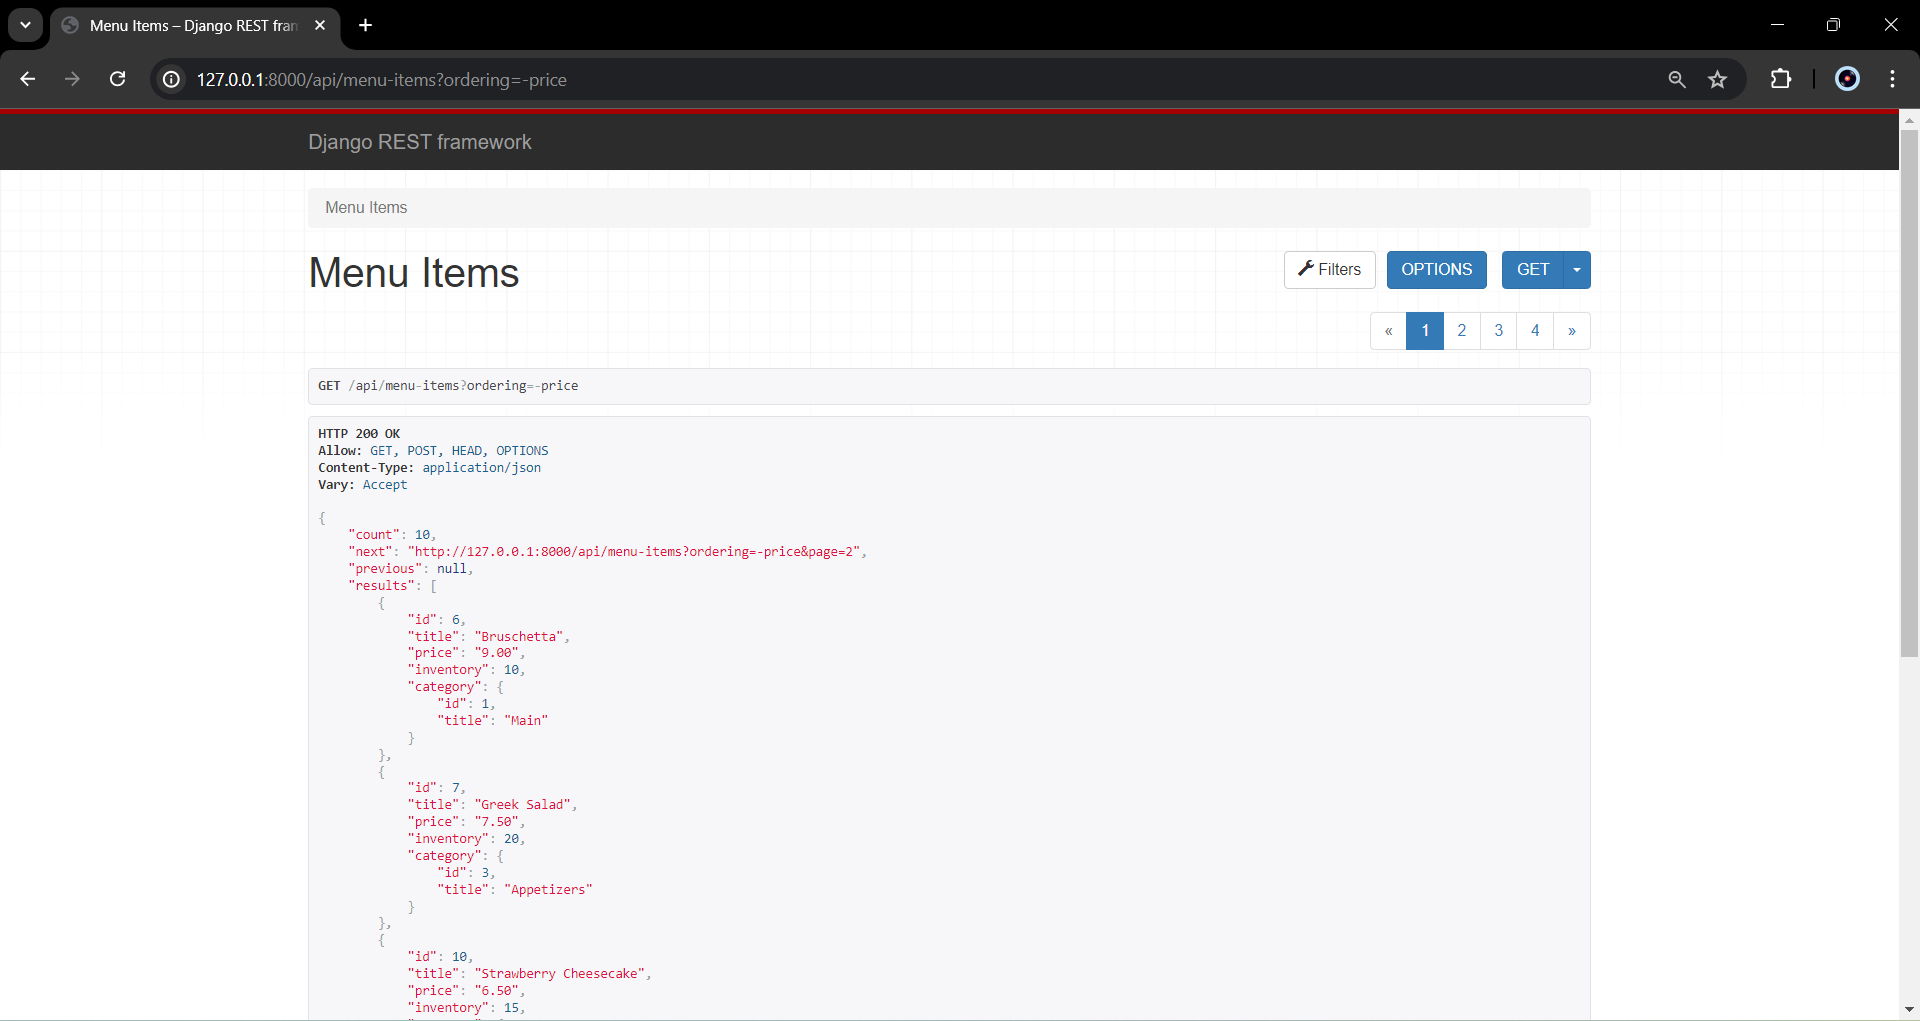 Menu Items – Django REST fran
127.0.0.1:8000/api/menu-items?ordering=-price
Django REST framework
Menu Items
Menu Items
Filters
OPTIONS
GET
« 1 2 3 4 »
GET /api/menu-items?ordering=-price
HTTP 200 OK
Allow: GET, POST, HEAD, OPTIONS
Content-Type: application/json
Vary: Accept
{
"count": 10,
"next": "http://127.0.0.1:8000/api/menu-items?ordering=-price&page=2",
"previous": null,
"results": [
{
"id": 6,
"title": "Bruschetta",
"price": "9.00",
"inventory": 10,
"category": {
"id": 1,
"title": "Main"
}
},
{
"id": 7,
"title": "Greek Salad",
"price": "7.50",
"inventory": 20,
"category": {
"id": 3,
"title": "Appetizers"
}
},
{
"id": 10,
"title": "Strawberry Cheesecake",
"price": "6.50",
"inventory": 15,